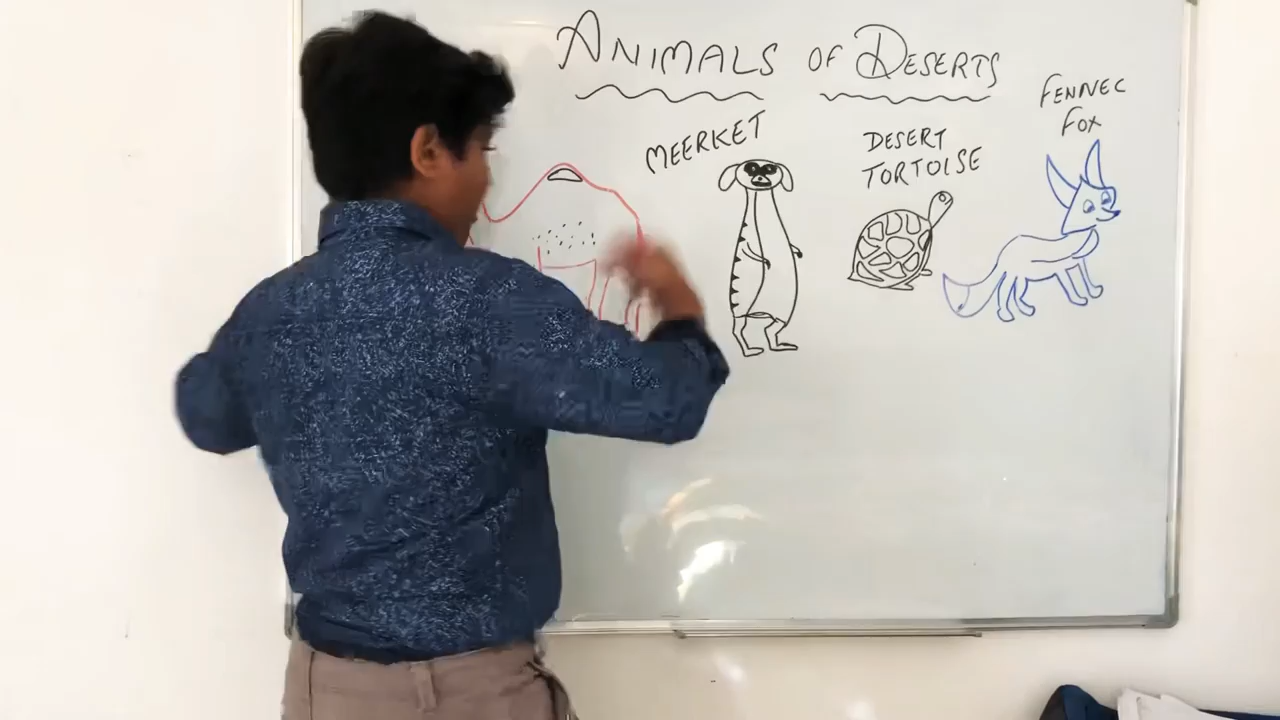 ANIMALS OF DESERTS
MEERKET
DESERT
TORTOISE
FENNEC
FOX